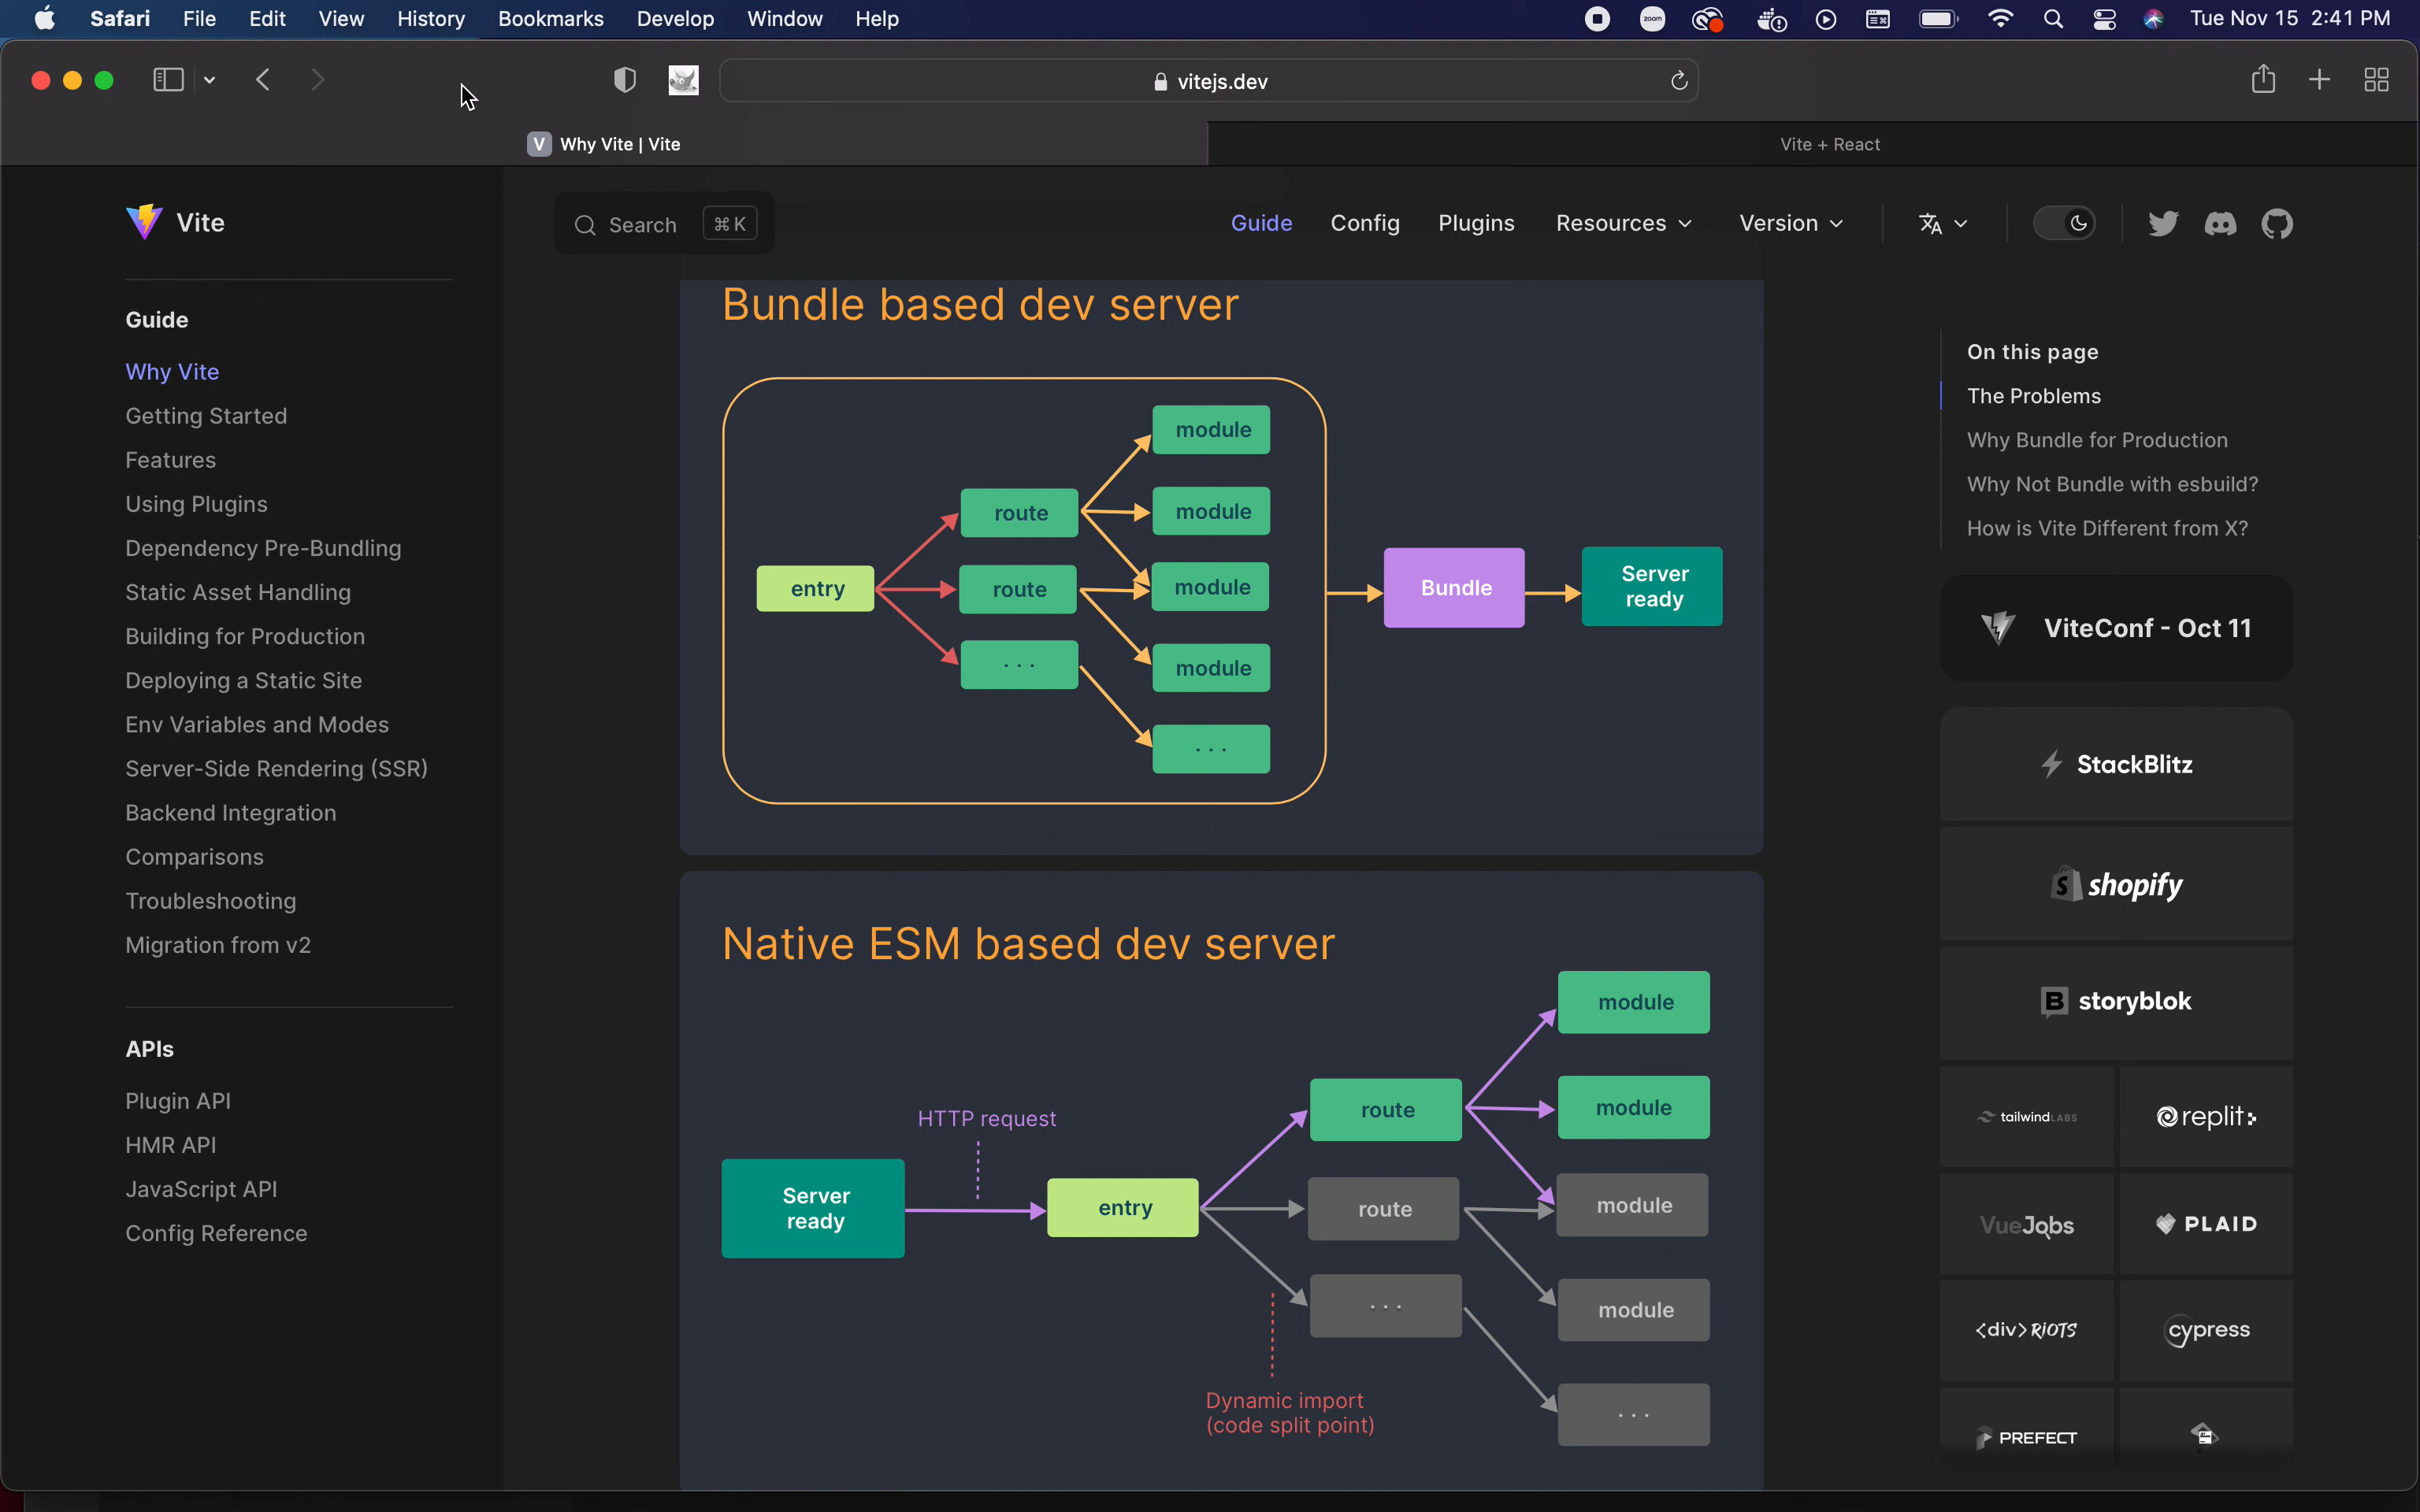 Safari File Edit View History Bookmarks Develop Window Help
zoom
Tue Nov 15 2:41 PM
vitejs.dev
V Why Vite | Vite
Vite + React
Vite
Search ⌘ K
Guide Config Plugins Resources Version
Guide
Why Vite
Getting Started
Features
Using Plugins
Dependency Pre-Bundling
Static Asset Handling
Building for Production
Deploying a Static Site
Env Variables and Modes
Server-Side Rendering (SSR)
Backend Integration
Comparisons
Troubleshooting
Migration from v2
APIs
Plugin API
HMR API
JavaScript API
Config Reference
Bundle based dev server
entry
route
route
· · ·
module
module
module
module
· · ·
Bundle
Server
ready
Native ESM based dev server
Server
ready
HTTP request
entry
route
route
· · ·
module
module
module
module
· · ·
Dynamic import
(code split point)
On this page
The Problems
Why Bundle for Production
Why Not Bundle with esbuild?
How is Vite Different from X?
ViteConf - Oct 11
StackBlitz
shopify
storyblok
tailwindLABS
replit
VueJobs
PLAID
<div>RIOTS
cypress
PREFECT